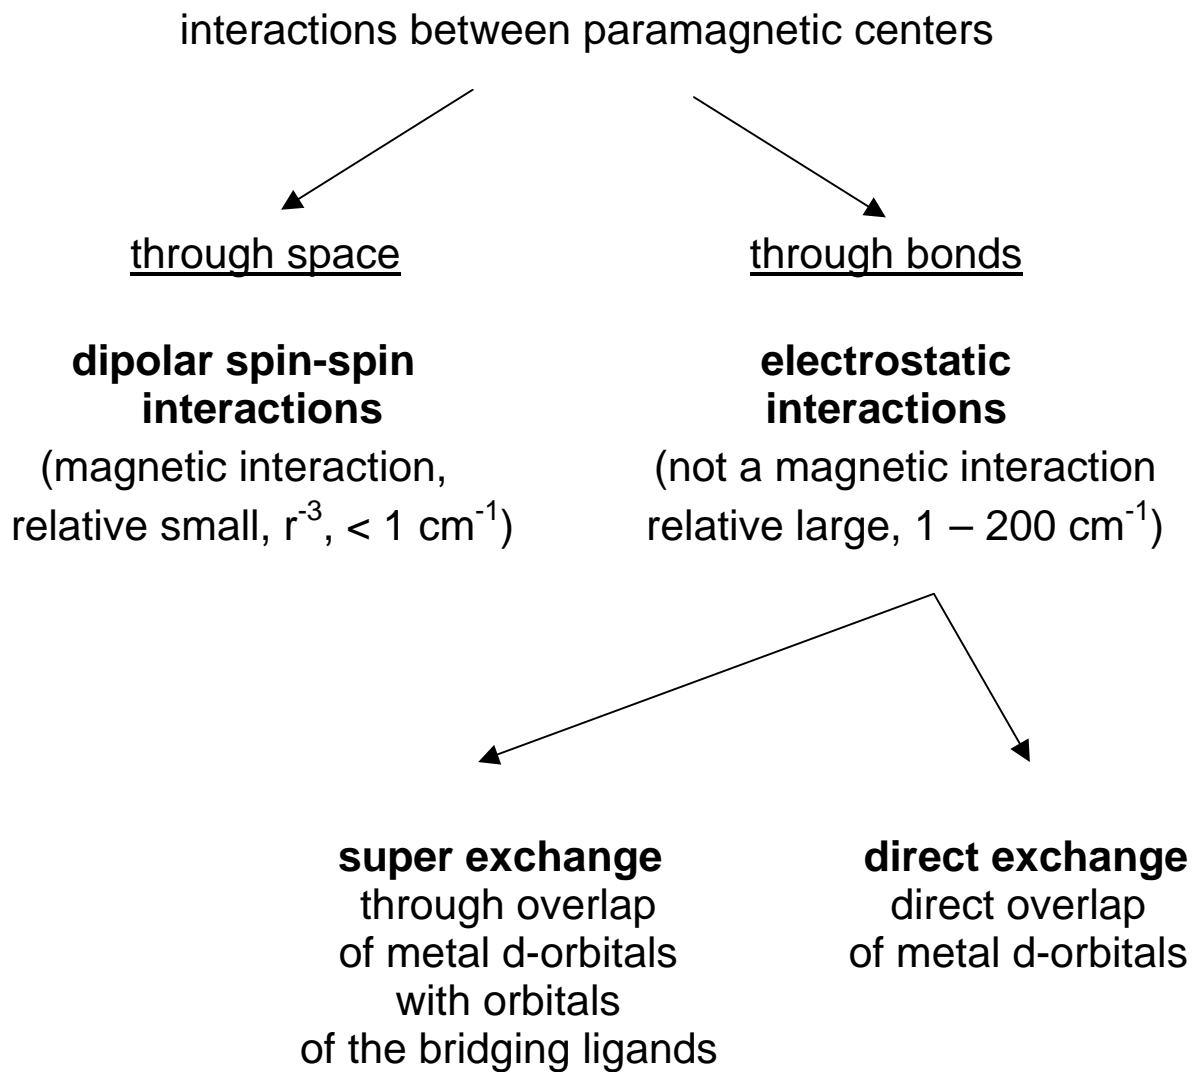 interactions between paramagnetic centers
through space
dipolar spin-spin
interactions
(magnetic interaction,
relative small, r⁻³, < 1 cm⁻¹)
through bonds
electrostatic
interactions
(not a magnetic interaction
relative large, 1 – 200 cm⁻¹)
super exchange
through overlap
of metal d-orbitals
with orbitals
of the bridging ligands
direct exchange
direct overlap
of metal d-orbitals